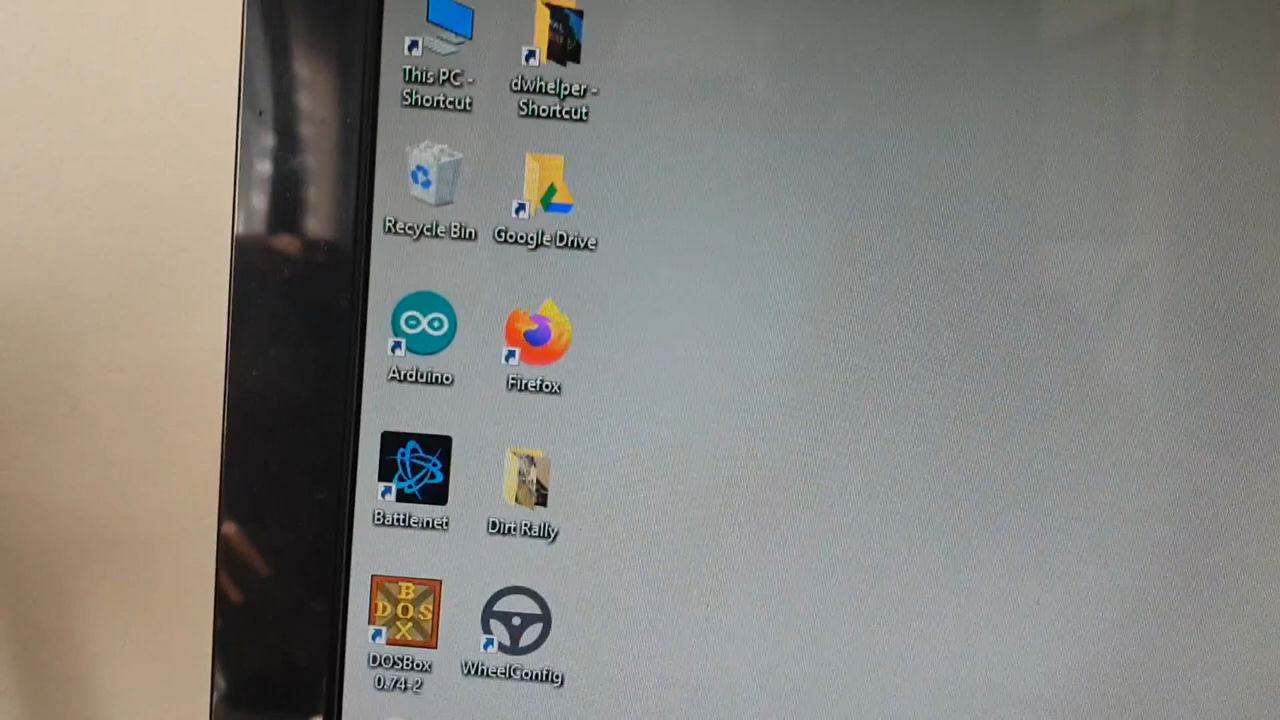 This PC -
Shortcut
dwhelper -
Shortcut
Recycle Bin
Google Drive
Arduino
Firefox
Battle.net
Dirt Rally
B
DOS
X
DOSBox
0.74-2
WheelConfig